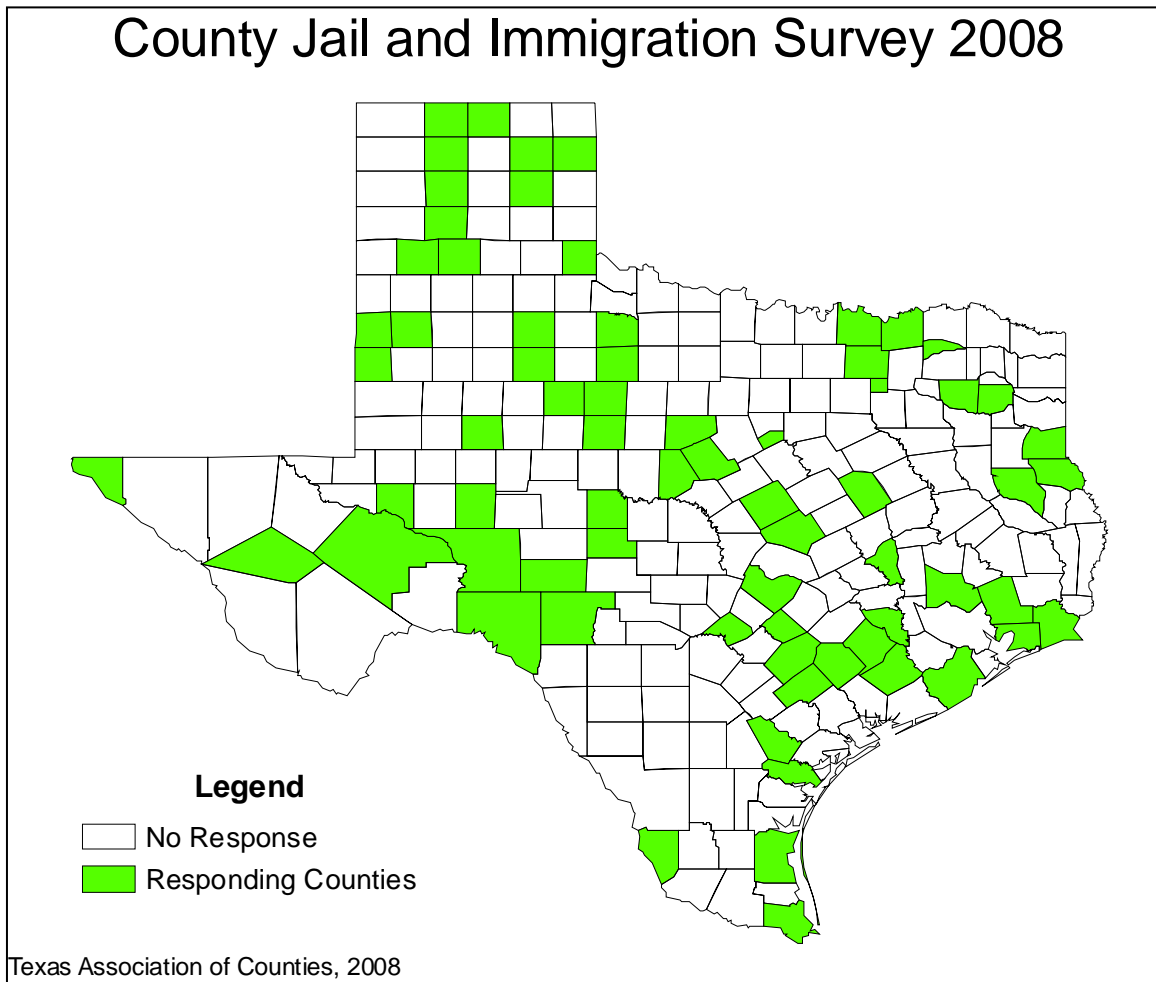 County Jail and Immigration Survey 2008
Legend
No Response
Responding Counties
Texas Association of Counties, 2008